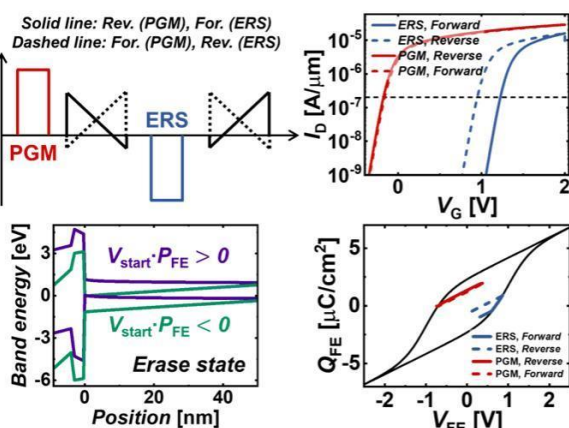 Solid line: Rev. (PGM), For. (ERS)
Dashed line: For. (PGM), Rev. (ERS)
PGM
ERS
I_D [A/μm]
10^-5
10^-6
10^-7
10^-8
10^-9
ERS, Forward
ERS, Reverse
PGM, Reverse
PGM, Forward
0 1 2
V_G [V]
Band energy [eV]
3
0
-3
-6
V_start·P_FE > 0
V_start·P_FE < 0
Erase state
0 20 40
Position [nm]
Q_FE [μC/cm²]
5
0
-5
ERS, Forward
ERS, Reverse
PGM, Reverse
PGM, Forward
-2 -1 0 1 2
V_FE [V]